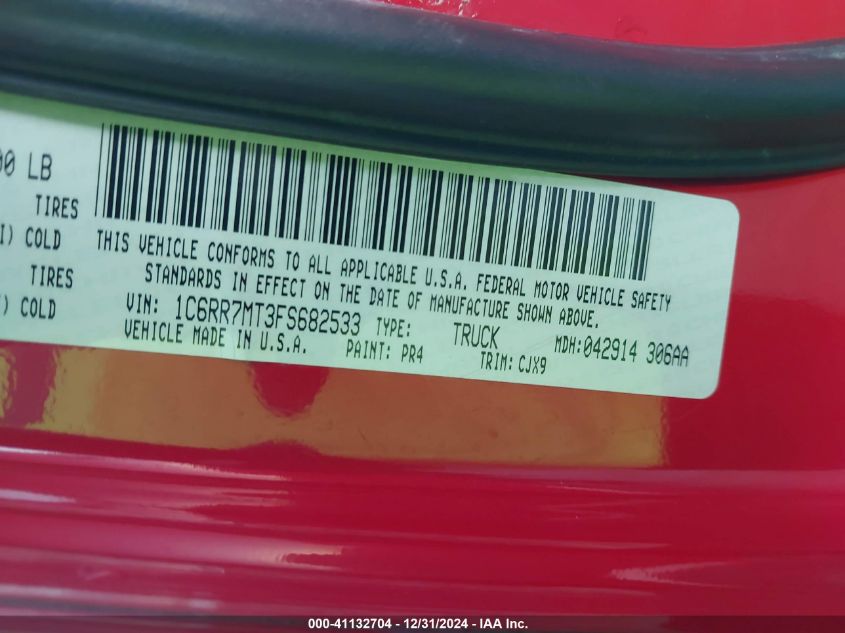 00 LB
TIRES
I) COLD
TIRES
) COLD
THIS VEHICLE CONFORMS TO ALL APPLICABLE U.S.A. FEDERAL MOTOR VEHICLE SAFETY
STANDARDS IN EFFECT ON THE DATE OF MANUFACTURE SHOWN ABOVE.
VIN: 1C6RR7MT3FS682533 TYPE: TRUCK MDH:042914 306AA
VEHICLE MADE IN U.S.A. PAINT: PR4 TRIM: CJX9
000-41132704 - 12/31/2024 - IAA Inc.